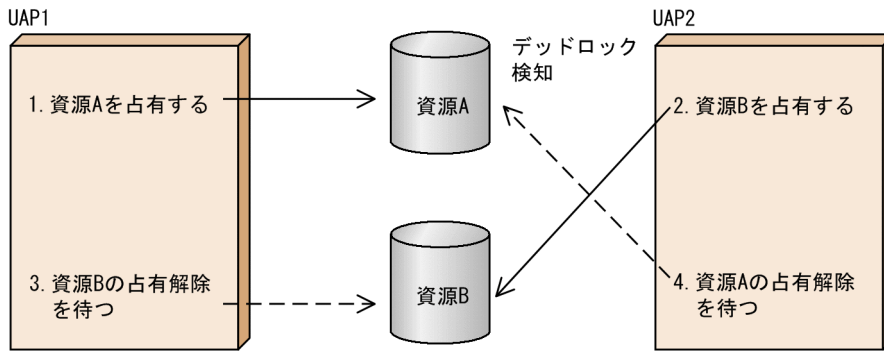 UAP1
1. 資源Aを占有する
3. 資源Bの占有解除
を待つ
資源A
資源B
デッドロック
検知
UAP2
2. 資源Bを占有する
4. 資源Aの占有解除
を待つ